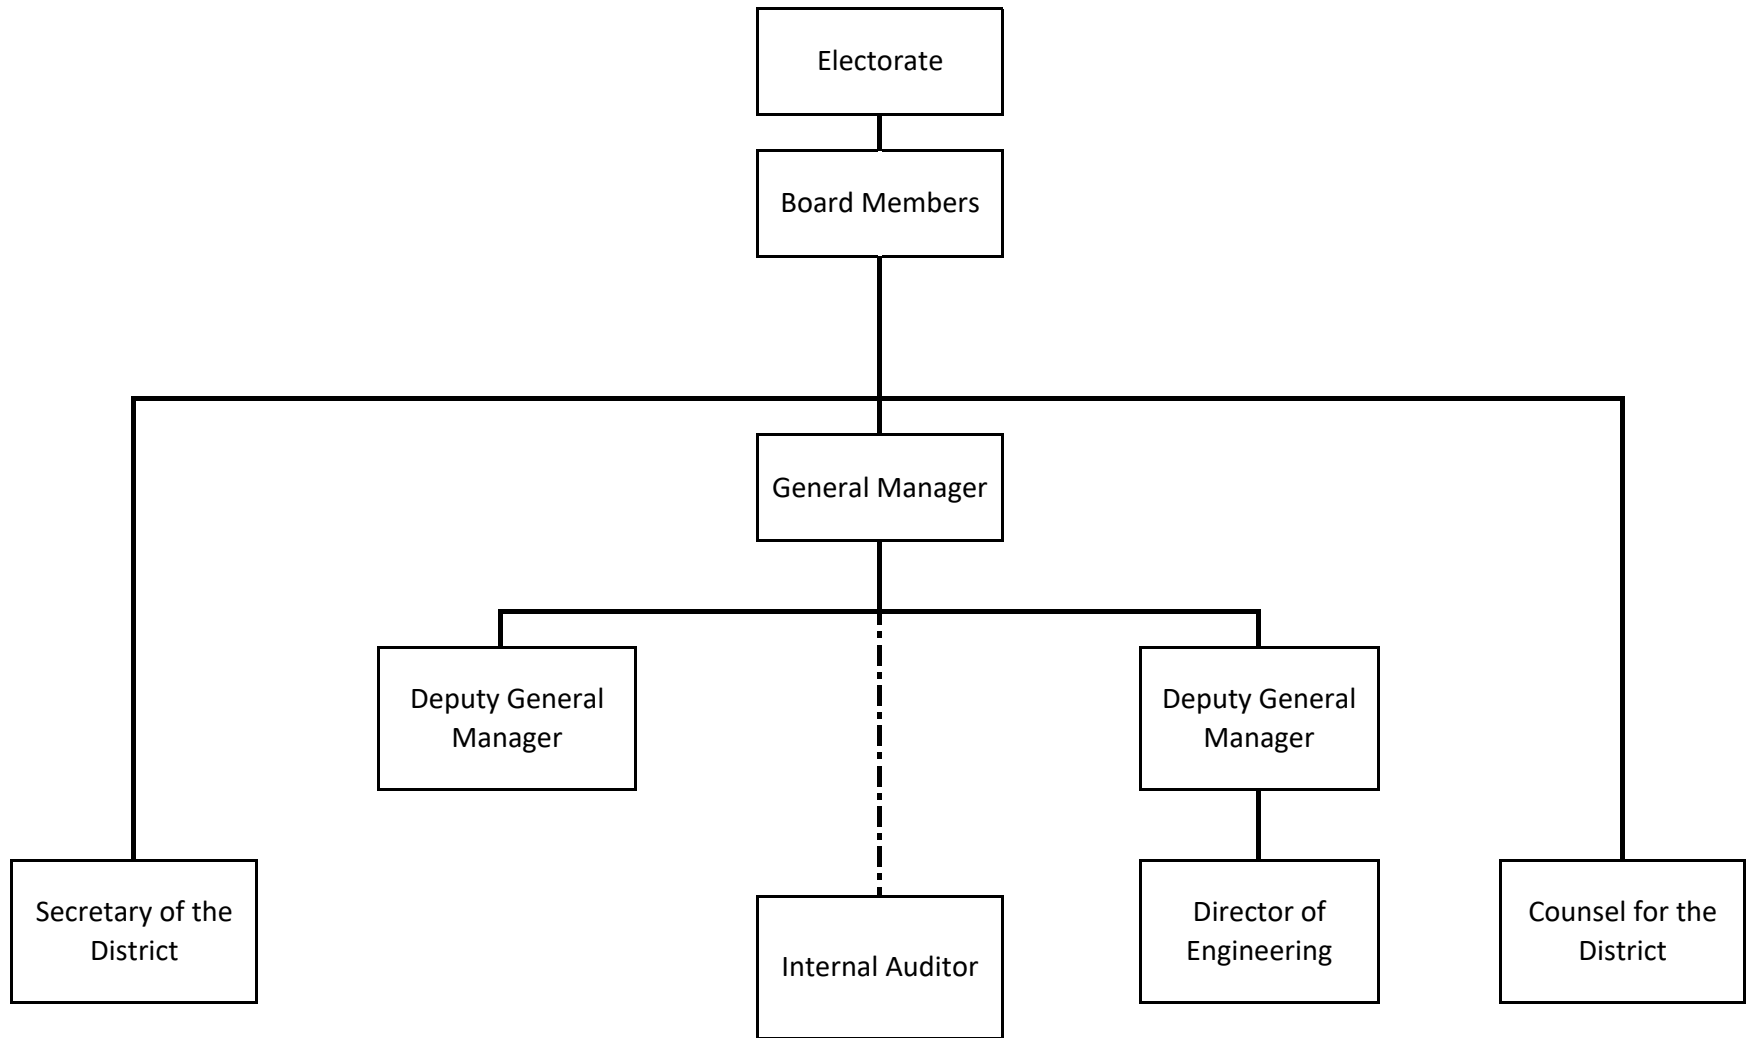 Electorate
Board Members
General Manager
Deputy General
Manager
Deputy General
Manager
Secretary of the
District
Internal Auditor
Director of
Engineering
Counsel for the
District